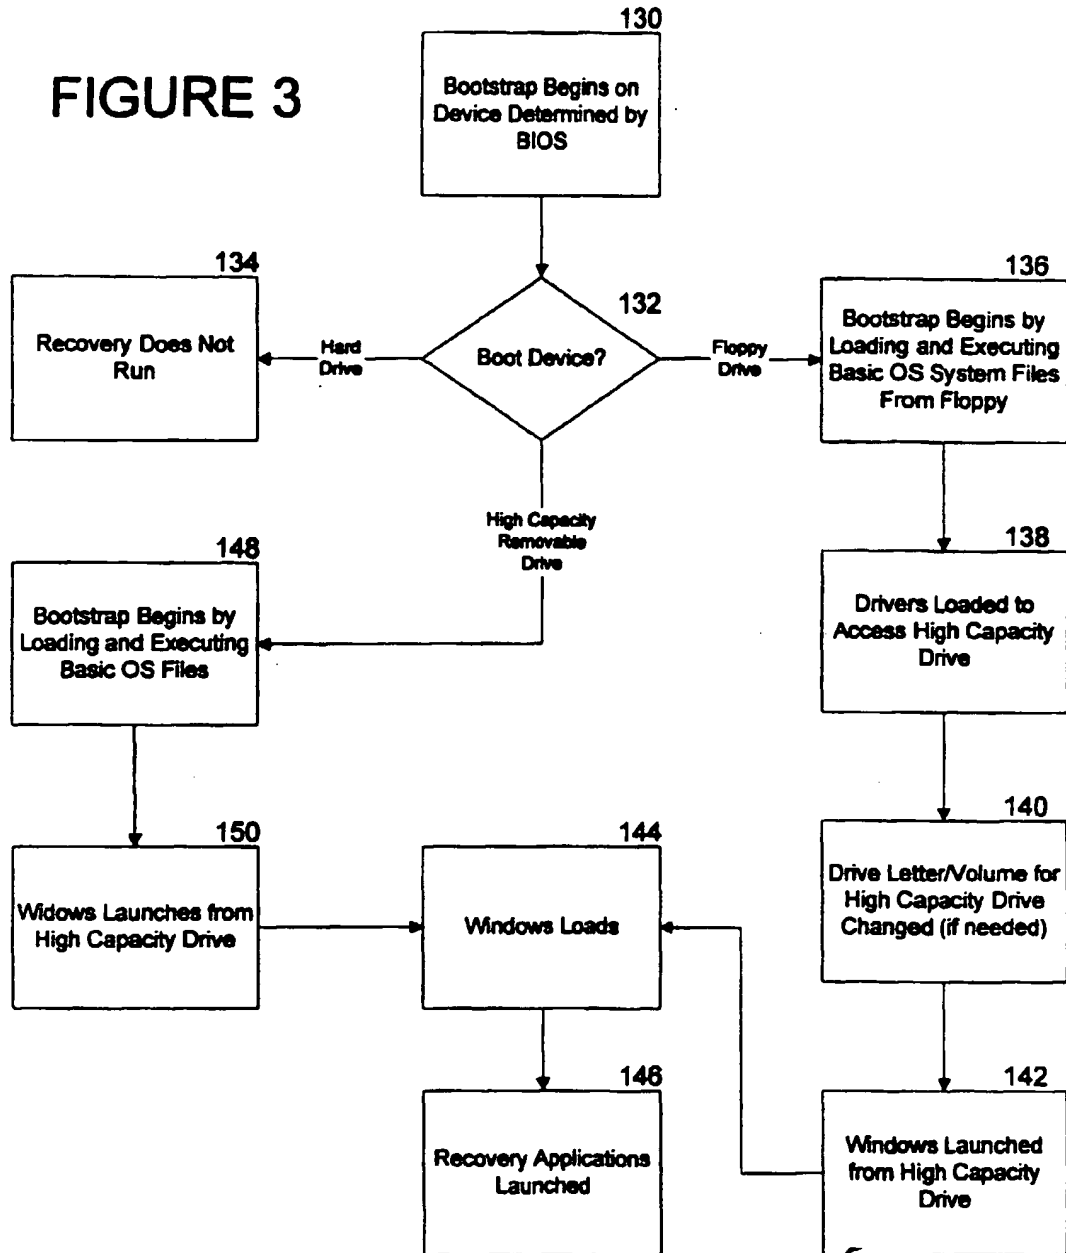 FIGURE 3
130
Bootstrap Begins on
Device Determined by
BIOS
132
Boot Device?
Hard
Drive
134
Recovery Does Not
Run
Floppy
Drive
136
Bootstrap Begins by
Loading and Executing
Basic OS System Files
From Floppy
High Capacity
Removable
Drive
138
Drivers Loaded to
Access High Capacity
Drive
148
Bootstrap Begins by
Loading and Executing
Basic OS Files
140
Drive Letter/Volume for
High Capacity Drive
Changed (if needed)
150
Widows Launches from
High Capacity Drive
144
Windows Loads
142
Windows Launched
from High Capacity
Drive
146
Recovery Applications
Launched